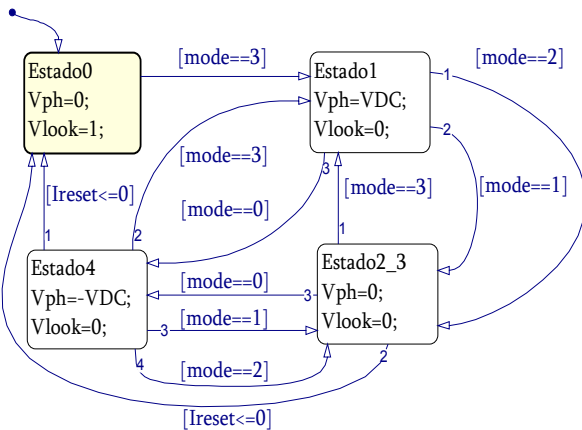 [mode==3]
[mode==2]
Estado0
Vph=0;
Vlook=1;
Estado1
Vph=VDC;
Vlook=0;
1
2
3
[mode==3]
[mode==0]
[mode==3]
[mode==1]
[Ireset<=0]
1
2
1
Estado4
Vph=-VDC;
Vlook=0;
Estado2_3
Vph=0;
Vlook=0;
[mode==0]
3
3
[mode==1]
4
[mode==2]
2
[Ireset<=0]